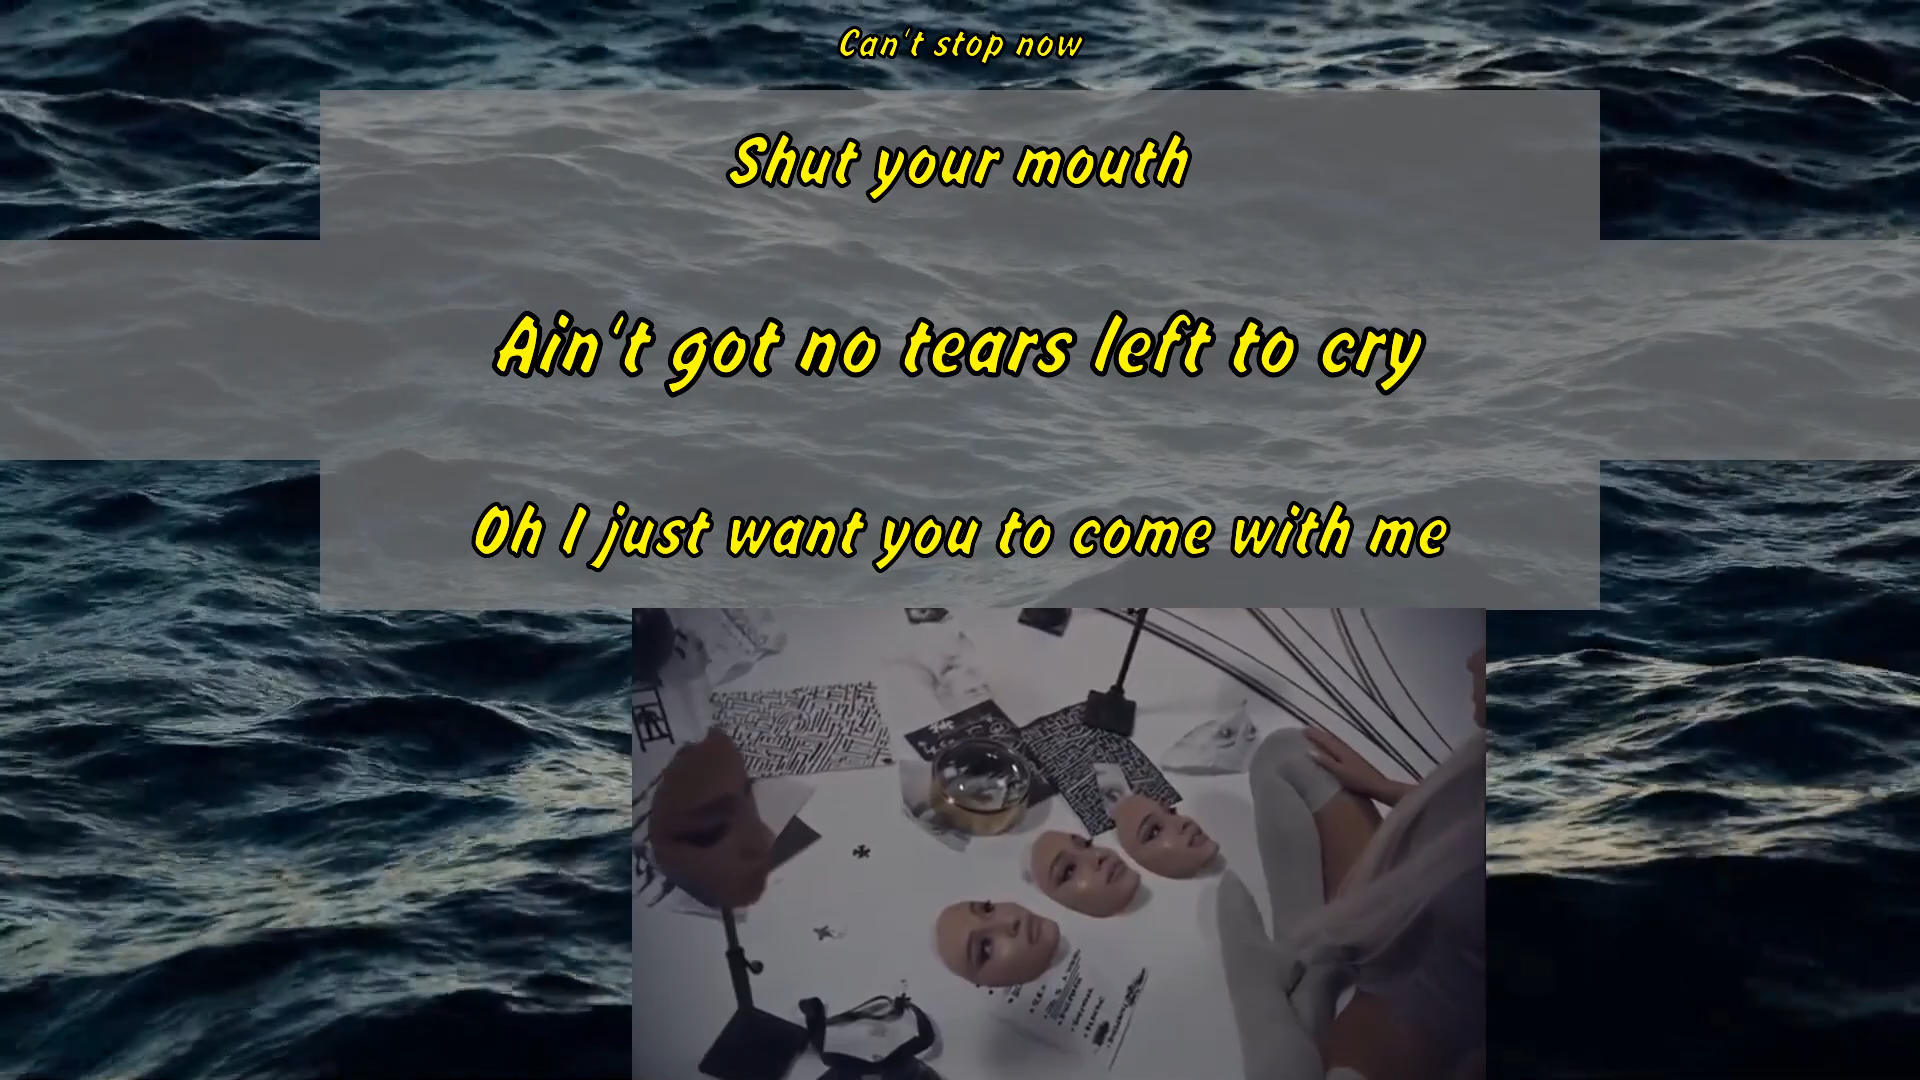 Can't stop now
Shut your mouth
Ain't got no tears left to cry
Oh I just want you to come with me